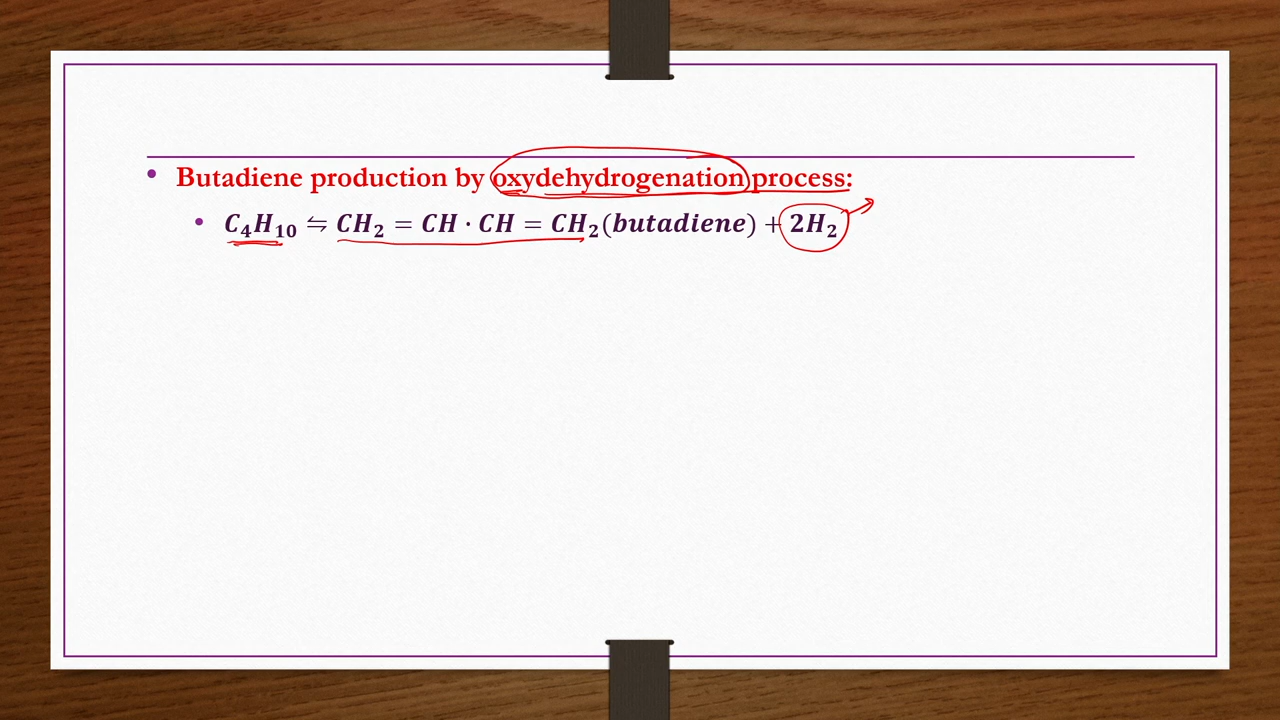 • Butadiene production by oxydehydrogenation process:
• C₄H₁₀ ⇋ CH₂ = CH · CH = CH₂(butadiene) + 2H₂